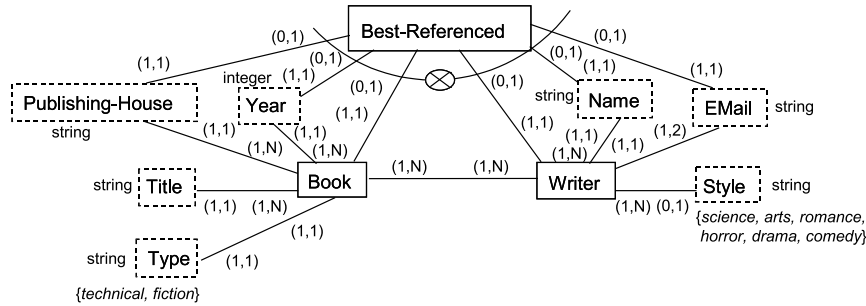 Best-Referenced
(0,1)
(0,1)
(1,1)
(0,1)
(0,1)
(1,1)
integer
(1,1)
(0,1)
(0,1)
(1,1)
Publishing-House
Year
string
Name
EMail
string
string
(1,1)
(1,1)
(1,1)
(1,1)
(1,1)
(1,1)
(1,2)
(1,N)
(1,N)
(1,N)
string
Title
Book
(1,N)
(1,N)
Writer
string
Style
(1,1)
(1,N)
(1,N)
(0,1)
(1,1)
{science, arts, romance,
horror, drama, comedy}
string
Type
(1,1)
{technical, fiction}